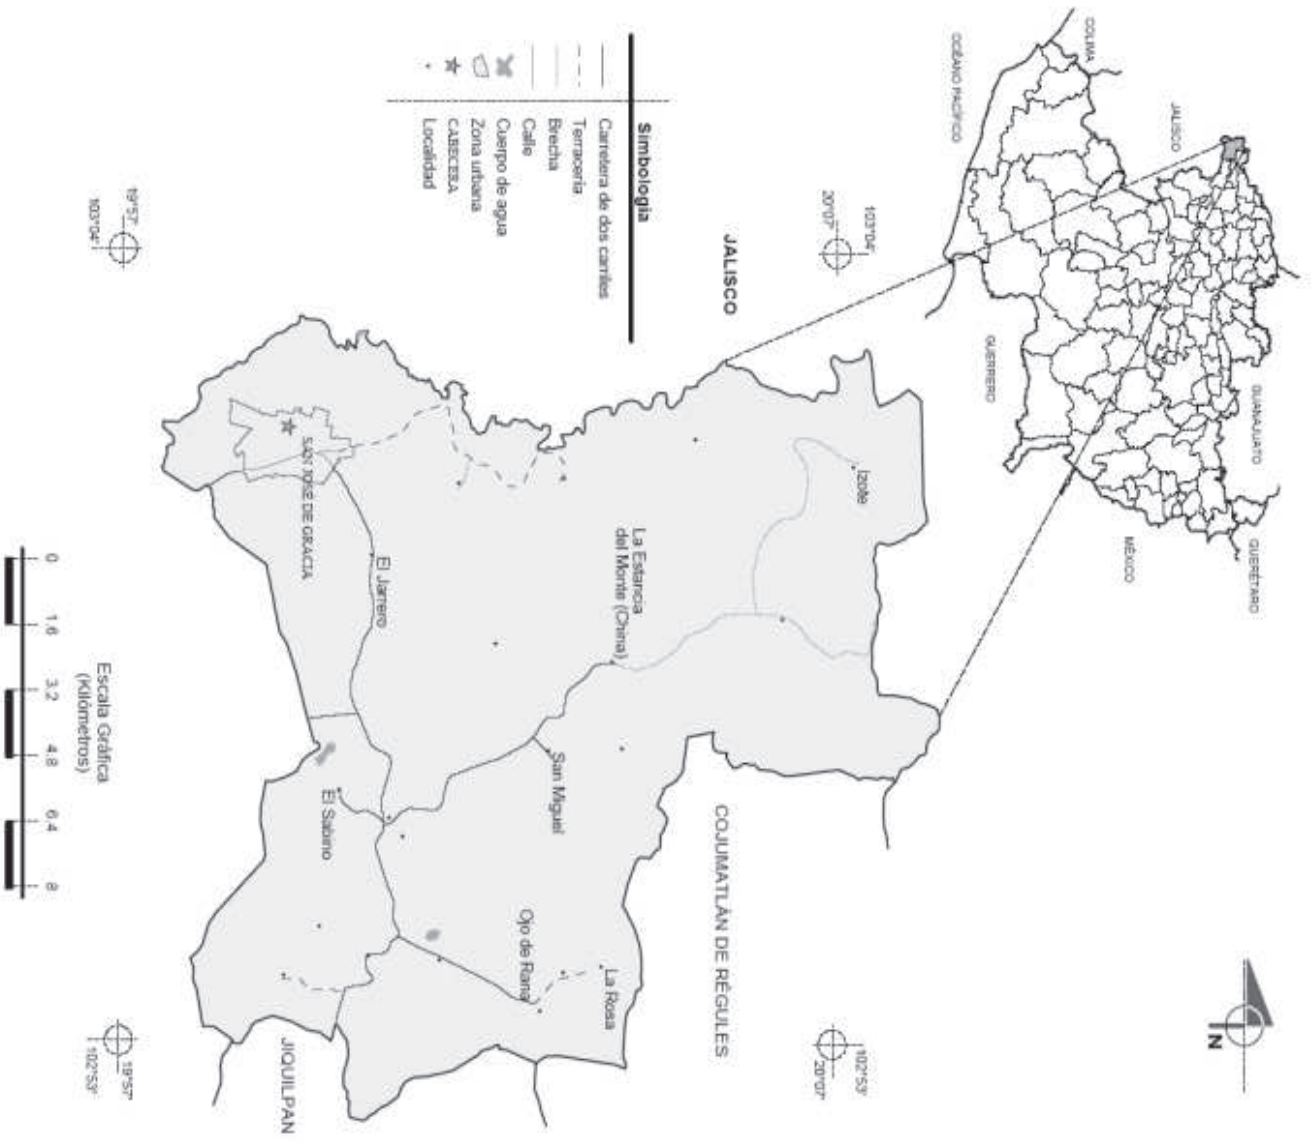 COLIMA
OCÉANO PACÍFICO
JALISCO
GUERRERO
GUANAJUATO
QUERÉTARO
MÉXICO
N
103°04'
20°07'
102°53'
20°07'
19°57'
103°04'
19°57'
102°53'
JALISCO
COJUMATLÁN DE RÉGULES
JIQUILPAN
Izote
La Estancia
del Monte (China)
San Miguel
Ojo de Rana
La Rosa
El Jarrero
El Sabino
SAN JOSE DE GRACIA
Simbología
Carretera de dos carriles
Terracería
Brecha
Calle
Cuerpo de agua
Zona urbana
CABECERA
Localidad
0 1.6 3.2 4.8 6.4 8
Escala Gráfica
(Kilómetros)